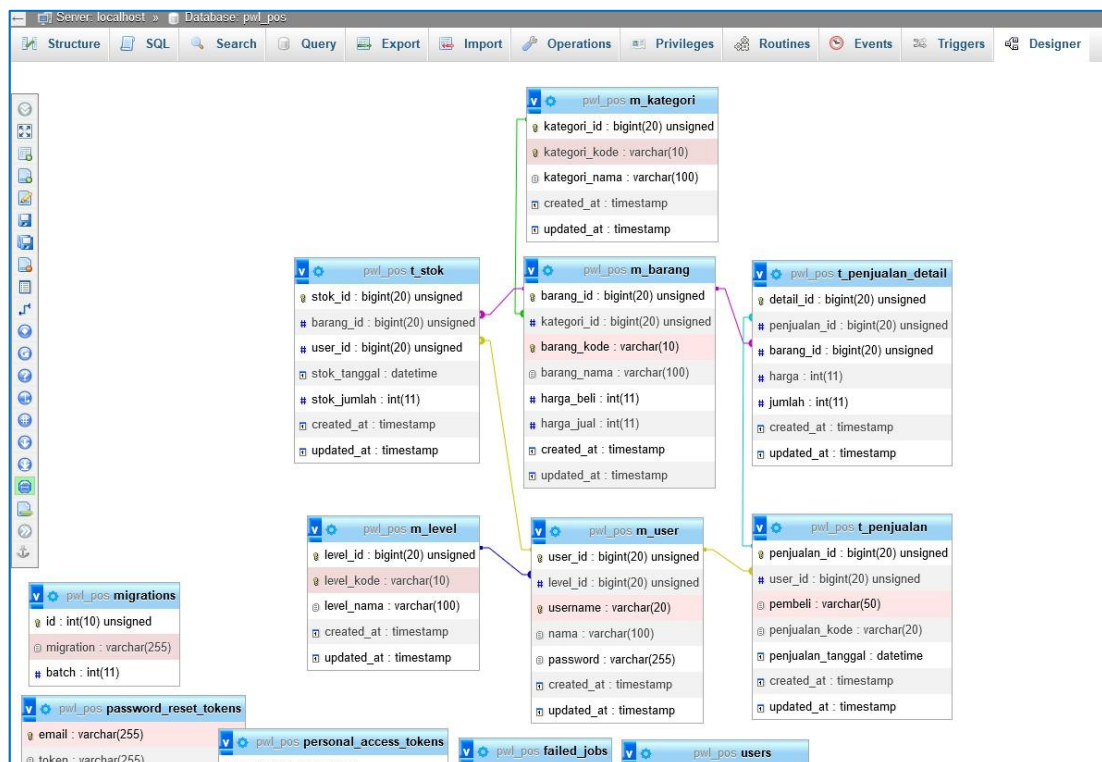 Server: localhost » Database: pwl_pos
Structure SQL Search Query Export Import Operations Privileges Routines Events Triggers Designer
v pwl_pos m_kategori
kategori_id : bigint(20) unsigned
kategori_kode : varchar(10)
kategori_nama : varchar(100)
created_at : timestamp
updated_at : timestamp
v pwl_pos t_stok
stok_id : bigint(20) unsigned
# barang_id : bigint(20) unsigned
# user_id : bigint(20) unsigned
stok_tanggal : datetime
# stok_jumlah : int(11)
created_at : timestamp
updated_at : timestamp
v pwl_pos m_barang
barang_id : bigint(20) unsigned
# kategori_id : bigint(20) unsigned
barang_kode : varchar(10)
barang_nama : varchar(100)
# harga_beli : int(11)
# harga_jual : int(11)
created_at : timestamp
updated_at : timestamp
v pwl_pos t_penjualan_detail
detail_id : bigint(20) unsigned
# penjualan_id : bigint(20) unsigned
# barang_id : bigint(20) unsigned
# harga : int(11)
# jumlah : int(11)
created_at : timestamp
updated_at : timestamp
v pwl_pos m_level
level_id : bigint(20) unsigned
level_kode : varchar(10)
level_nama : varchar(100)
created_at : timestamp
updated_at : timestamp
v pwl_pos m_user
user_id : bigint(20) unsigned
# level_id : bigint(20) unsigned
username : varchar(20)
nama : varchar(100)
password : varchar(255)
created_at : timestamp
updated_at : timestamp
v pwl_pos t_penjualan
penjualan_id : bigint(20) unsigned
# user_id : bigint(20) unsigned
pembeli : varchar(50)
penjualan_kode : varchar(20)
penjualan_tanggal : datetime
created_at : timestamp
updated_at : timestamp
v pwl_pos migrations
id : int(10) unsigned
migration : varchar(255)
# batch : int(11)
v pwl_pos password_reset_tokens
email : varchar(255)
token : varchar(255)
v pwl_pos personal_access_tokens
v pwl_pos failed_jobs
v pwl_pos users